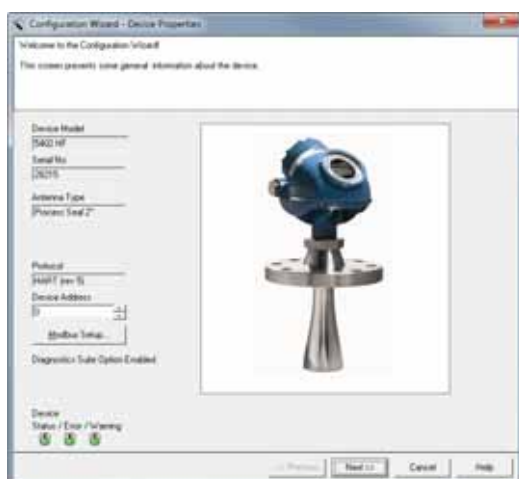 Configuration Wizard - Device Properties
Welcome to the Configuration Wizard!
This screen presents some general information about the device.
Device Model
5402 HF
Serial No
Antenna Type
Process Seal 2"
Protocol
HART (rev 5)
Device Address
0
Modbus Setup...
Diagnostics Suite Option Enabled
Device
Status / Error / Warning
<< Previous
Next >>
Cancel
Help